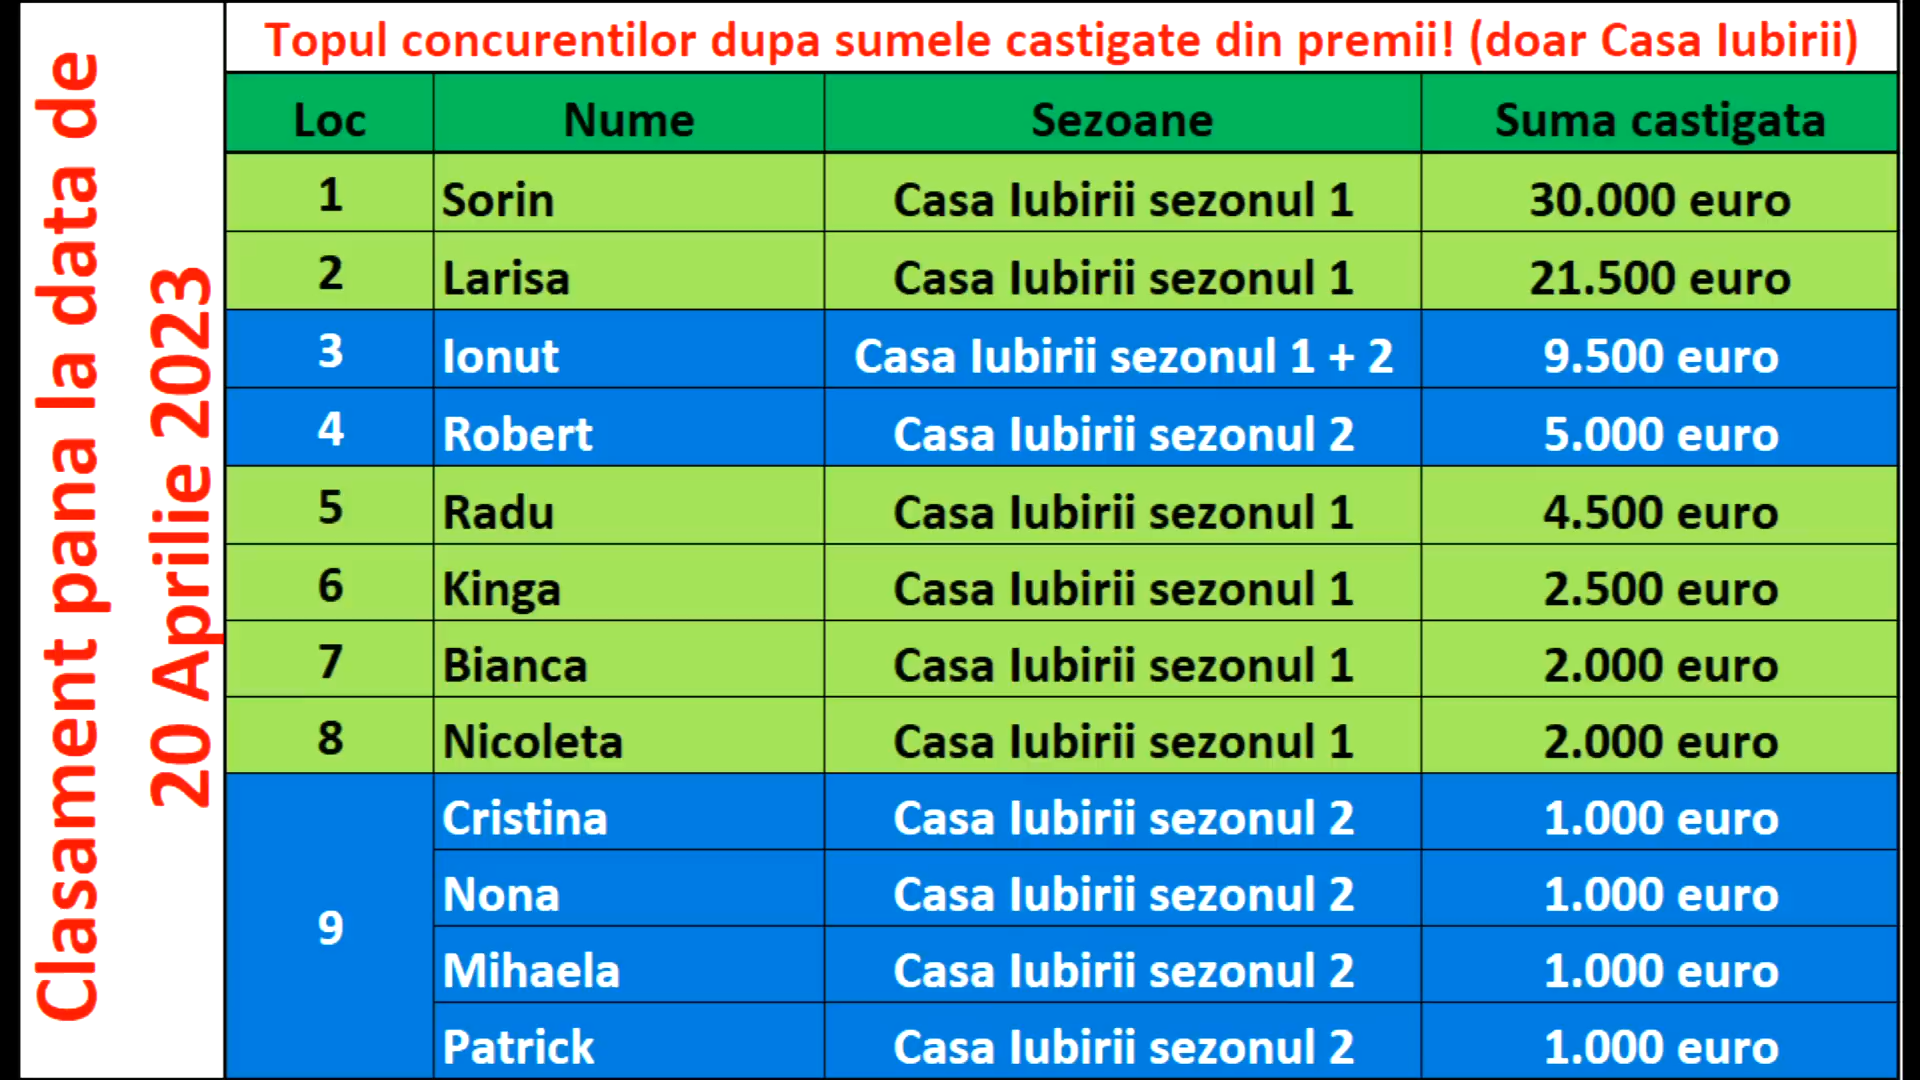 Clasament pana la data de
20 Aprilie 2023
Topul concurentilor dupa sumele castigate din premii! (doar Casa Iubirii)
Loc Nume Sezoane Suma castigata
1 Sorin Casa Iubirii sezonul 1 30.000 euro
2 Larisa Casa Iubirii sezonul 1 21.500 euro
3 Ionut Casa Iubirii sezonul 1 + 2 9.500 euro
4 Robert Casa Iubirii sezonul 2 5.000 euro
5 Radu Casa Iubirii sezonul 1 4.500 euro
6 Kinga Casa Iubirii sezonul 1 2.500 euro
7 Bianca Casa Iubirii sezonul 1 2.000 euro
8 Nicoleta Casa Iubirii sezonul 1 2.000 euro
9 Cristina Casa Iubirii sezonul 2 1.000 euro
Nona Casa Iubirii sezonul 2 1.000 euro
Mihaela Casa Iubirii sezonul 2 1.000 euro
Patrick Casa Iubirii sezonul 2 1.000 euro